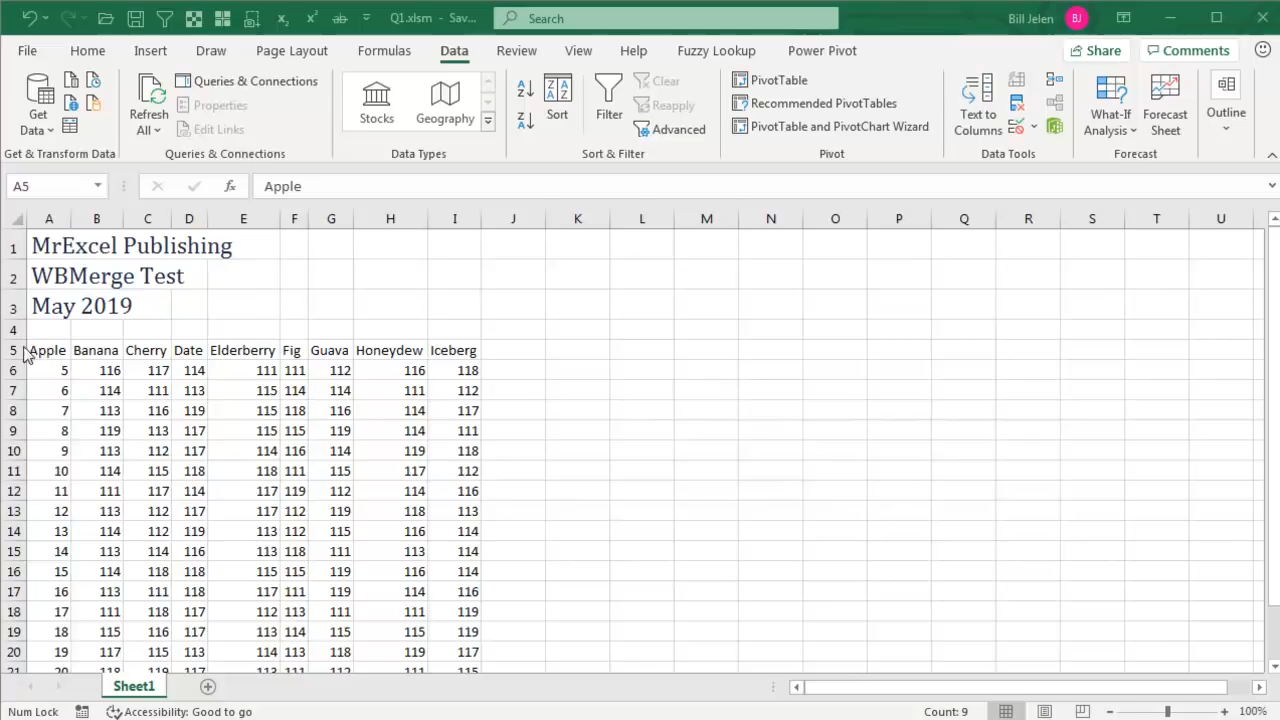 Q1.xlsm - Sav...
Search
Bill Jelen
BJ
File Home Insert Draw Page Layout Formulas Data Review View Help Fuzzy Lookup Power Pivot
Share
Comments
Get Data
Get & Transform Data
Refresh All
Queries & Connections
Properties
Edit Links
Queries & Connections
Stocks
Geography
Data Types
Sort
Filter
Clear
Reapply
Advanced
Sort & Filter
PivotTable
Recommended PivotTables
PivotTable and PivotChart Wizard
Pivot
Text to Columns
Data Tools
What-If Analysis
Forecast Sheet
Forecast
Outline
A5
fx
Apple
A B C D E F G H I J K L M N O P Q R S T U
1 MrExcel Publishing
2 WBMerge Test
3 May 2019
4
5 Apple Banana Cherry Date Elderberry Fig Guava Honeydew Iceberg
6 5 116 117 114 111 111 112 116 118
7 6 114 111 113 115 114 114 111 112
8 7 113 116 119 115 118 116 114 117
9 8 119 113 117 115 115 119 114 111
10 9 113 112 117 114 116 114 119 118
11 10 114 115 118 118 111 115 117 112
12 11 111 117 114 117 119 112 114 116
13 12 113 112 117 117 112 119 118 113
14 13 114 112 119 113 112 115 116 114
15 14 113 114 116 113 118 111 113 114
16 15 114 118 118 115 115 119 116 114
17 16 113 111 118 117 111 119 114 116
18 17 111 118 117 112 113 111 111 119
19 18 115 116 117 113 114 115 115 119
20 19 117 115 113 114 113 118 119 117
21 20 118 119 117 113 111 112 111 115
Sheet1
Num Lock
Accessibility: Good to go
Count: 9
100%